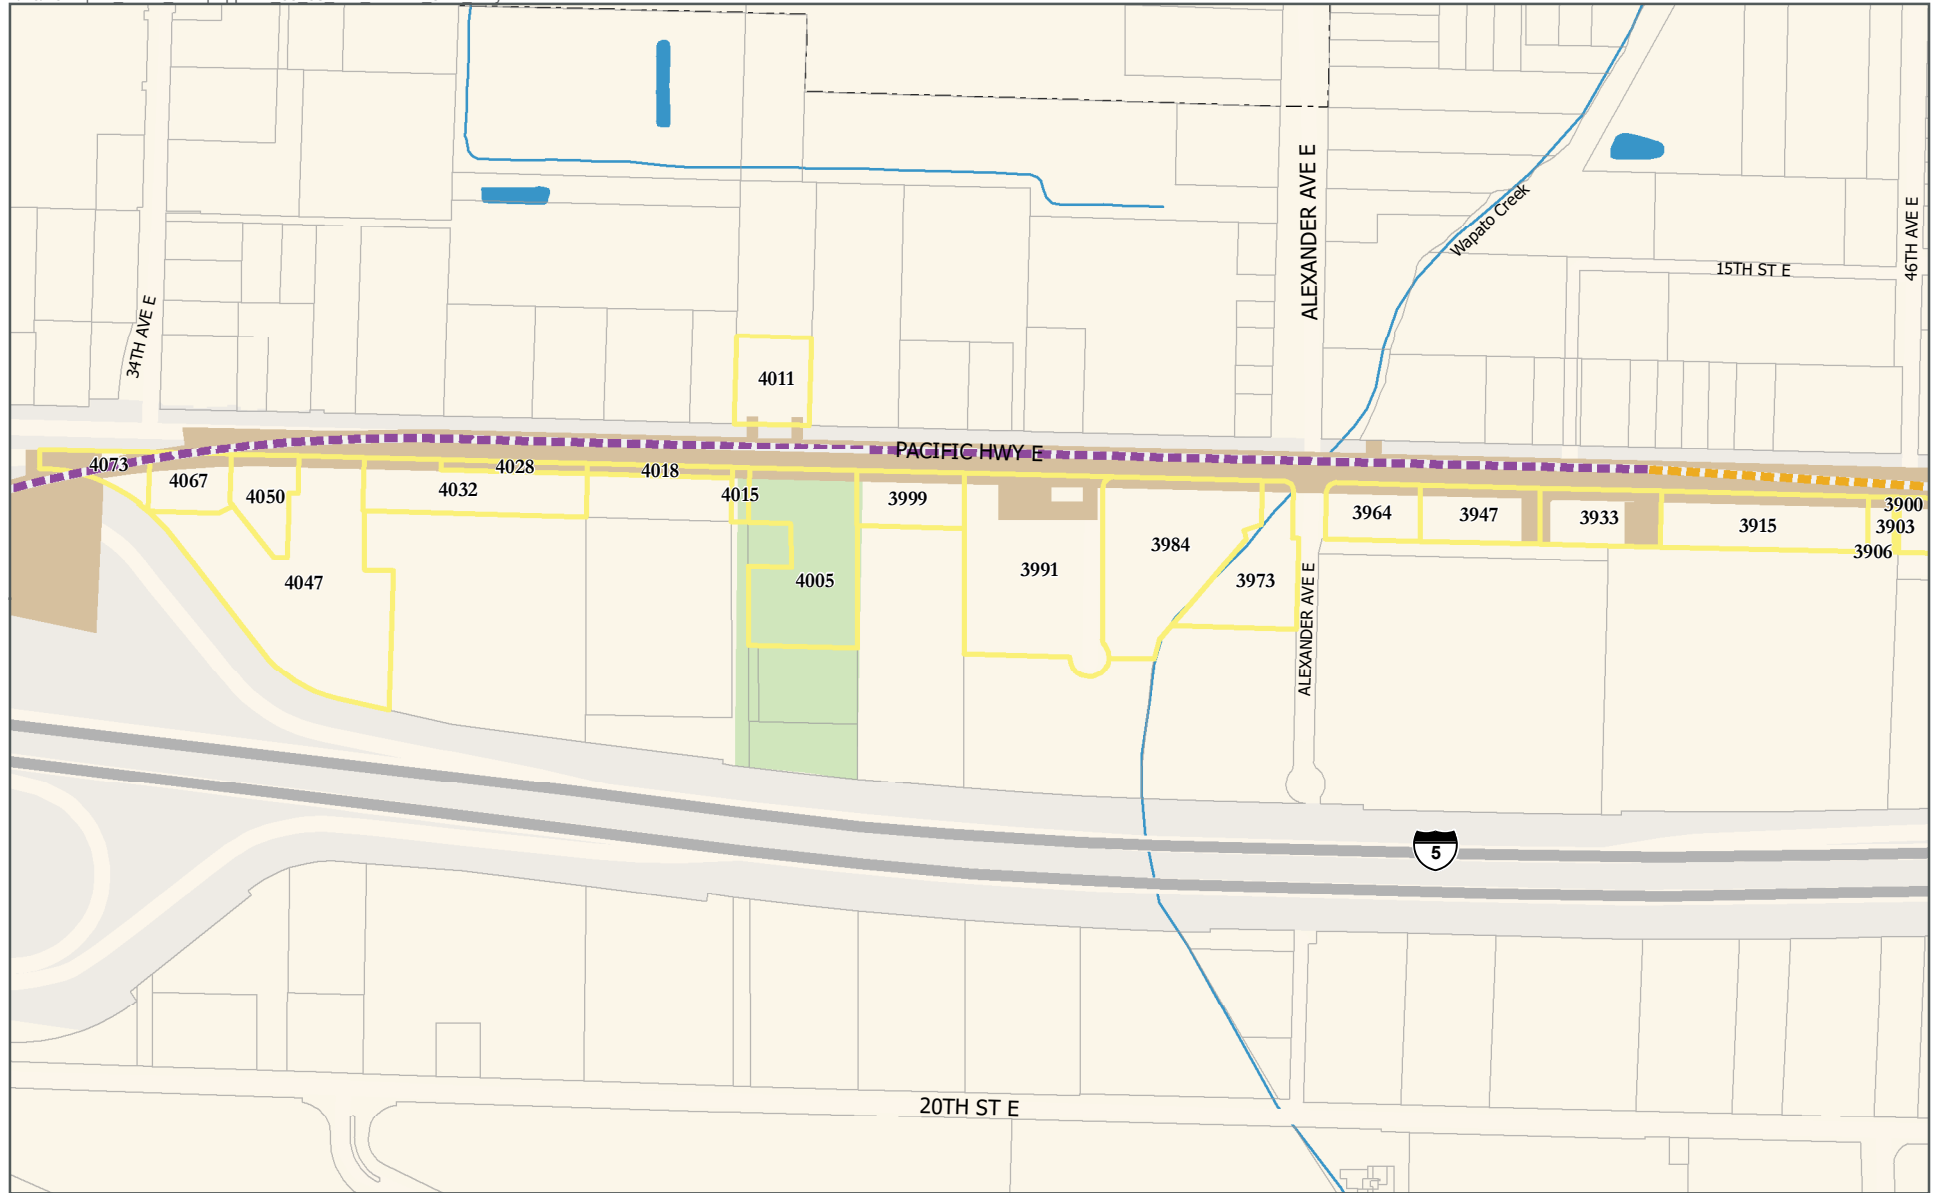 ALEXANDER AVE E
Wapato Creek
46TH AVE E
15TH ST E
34TH AVE E
4011
PACIFIC HWY E
4073
4067
4050
4028
4032
4018
4015
3999
3964
3947
3933
3915
3900
3903
3906
4047
4005
3991
3984
3973
ALEXANDER AVE E
5
20TH ST E